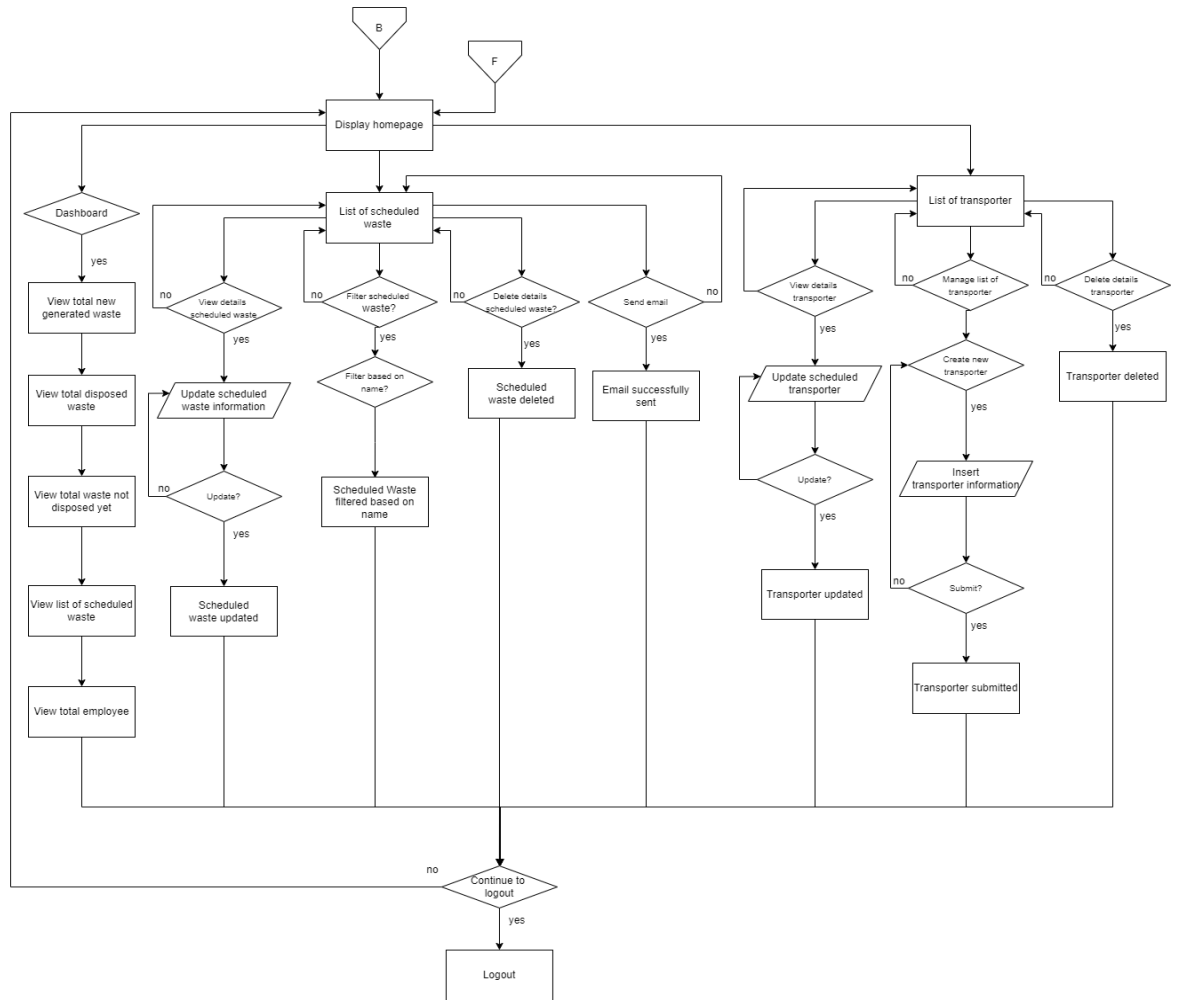 B
F
Display homepage
Dashboard
List of scheduled
waste
List of transporter
yes
no
View details
scheduled waste
no
Filter scheduled
waste?
no
Delete details
scheduled waste?
Send email
no
no
View details
transporter
no
Manage list of
transporter
no
Delete details
transporter
View total new
generated waste
yes
yes
yes
yes
yes
yes
Filter based on
name?
Create new
transporter
Transporter deleted
View total disposed
waste
Update scheduled
waste information
Scheduled
waste deleted
Email successfully
sent
Update scheduled
transporter
yes
View total waste not
disposed yet
no
Update?
Scheduled Waste
filtered based on
name
no
Update?
Insert
transporter information
yes
yes
View list of scheduled
waste
Scheduled
waste updated
Transporter updated
no
Submit?
yes
View total employee
Transporter submitted
no
Continue to
logout
yes
Logout